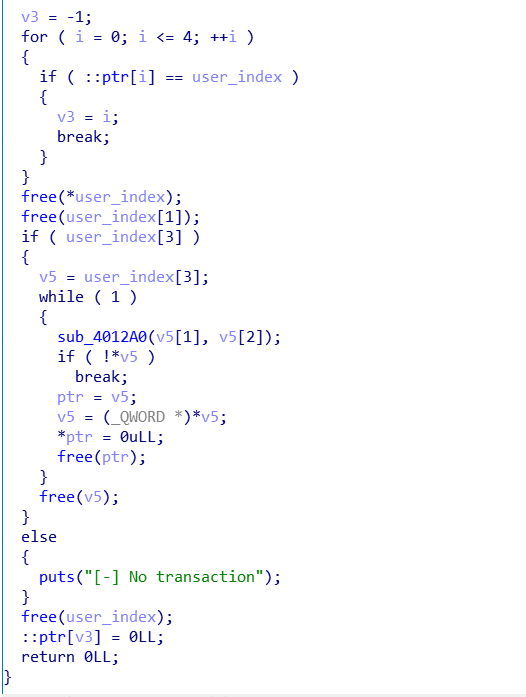 v3 = -1;
for ( i = 0; i <= 4; ++i )
{
if ( ::ptr[i] == user_index )
{
v3 = i;
break;
}
}
free(*user_index);
free(user_index[1]);
if ( user_index[3] )
{
v5 = user_index[3];
while ( 1 )
{
sub_4012A0(v5[1], v5[2]);
if ( !*v5 )
break;
ptr = v5;
v5 = (_QWORD *)*v5;
*ptr = 0uLL;
free(ptr);
}
free(v5);
}
else
{
puts("[-] No transaction");
}
free(user_index);
::ptr[v3] = 0LL;
return 0LL;
}